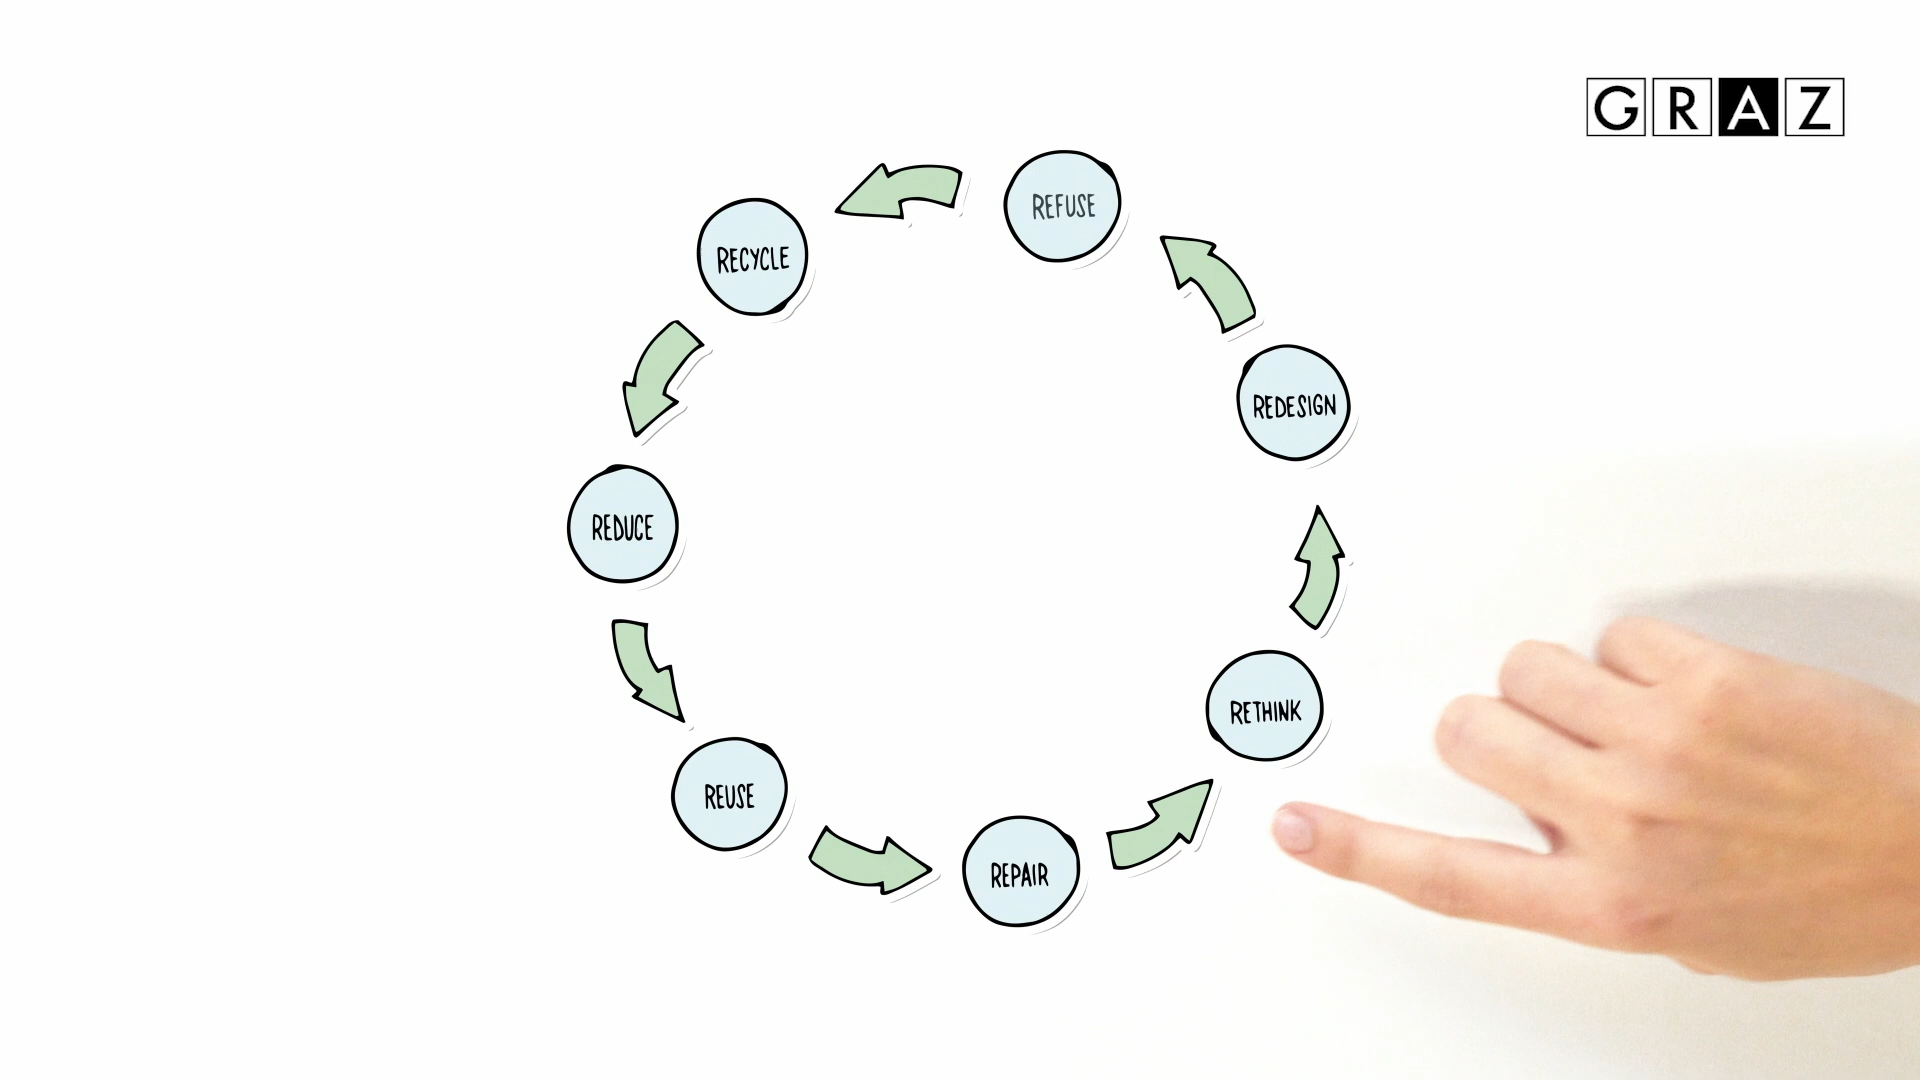 GRAZ
REFUSE
RECYCLE
REDESIGN
REDUCE
RETHINK
REUSE
REPAIR